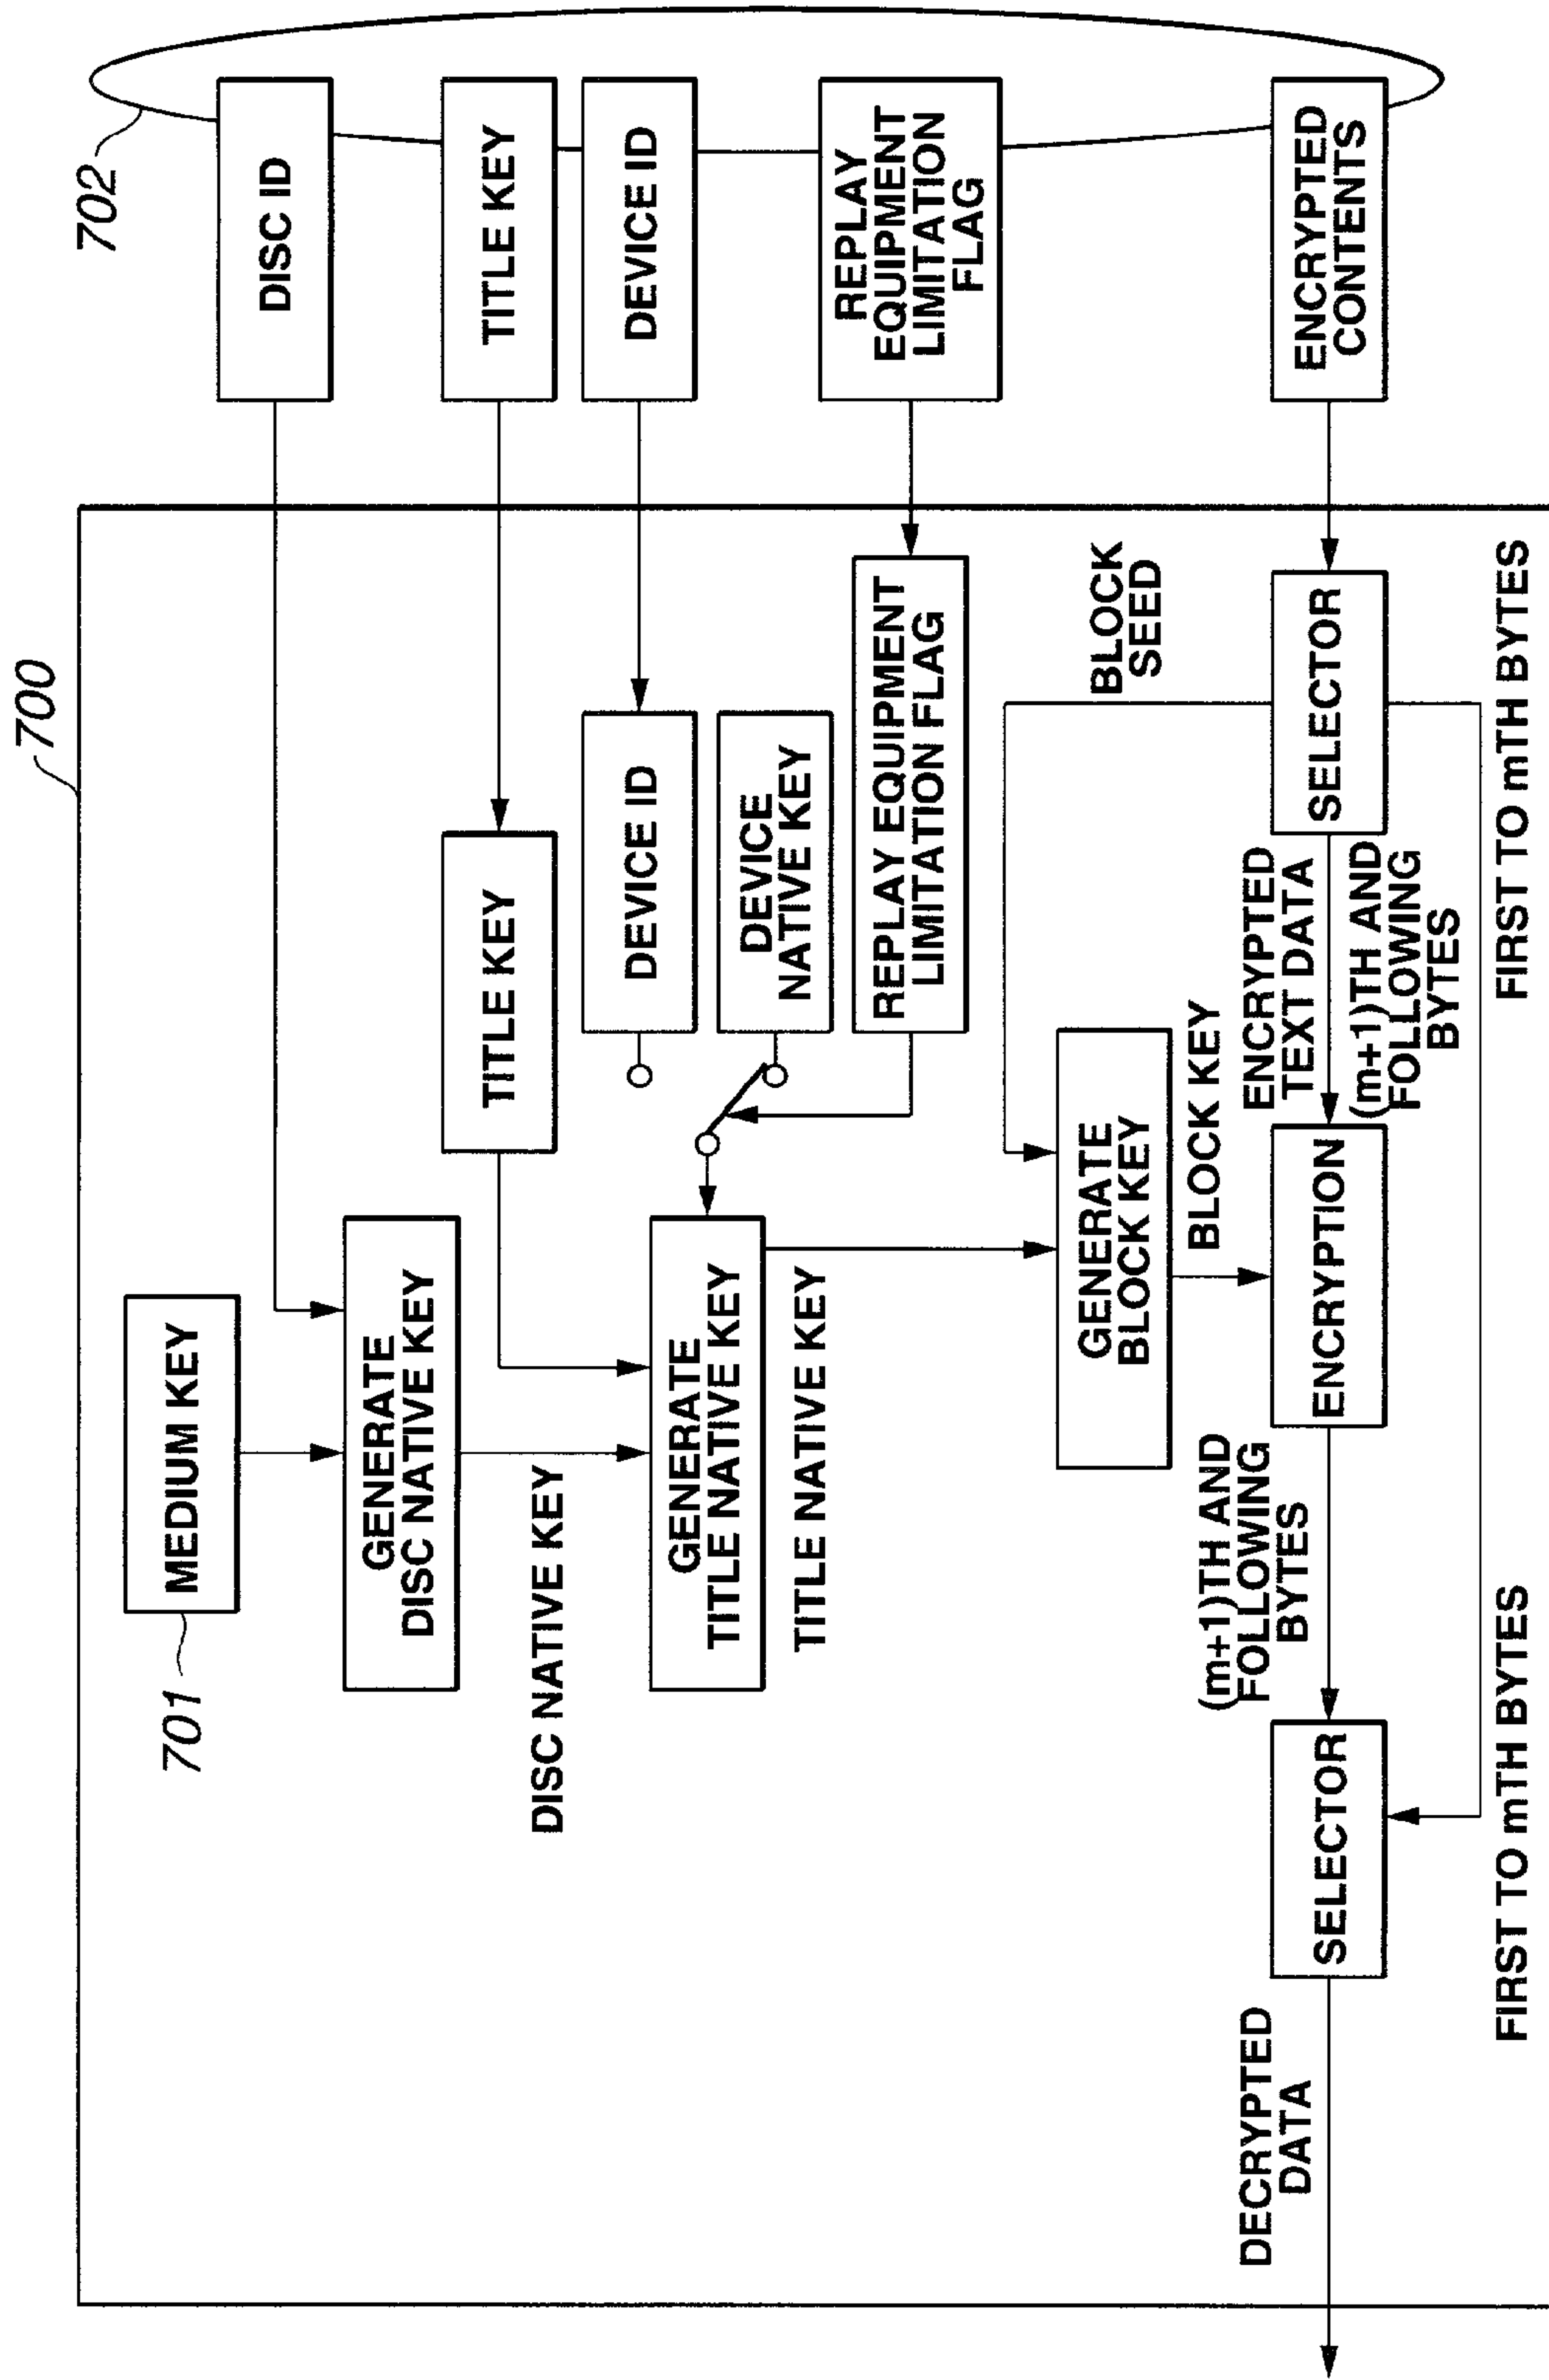 700
702
MEDIUM KEY
701
DISC ID
GENERATE
DISC NATIVE KEY
DISC NATIVE KEY
TITLE KEY
TITLE KEY
DEVICE ID
DEVICE ID
DEVICE
NATIVE KEY
GENERATE
TITLE NATIVE KEY
TITLE NATIVE KEY
REPLAY EQUIPMENT
LIMITATION FLAG
REPLAY
EQUIPMENT
LIMITATION
FLAG
GENERATE
BLOCK KEY
BLOCK KEY
BLOCK
SEED
ENCRYPTED
CONTENTS
SELECTOR
ENCRYPTED
TEXT DATA
(m+1)TH AND
FOLLOWING
BYTES
ENCRYPTION
(m+1)TH AND
FOLLOWING
BYTES
SELECTOR
DECRYPTED
DATA
FIRST TO mTH BYTES
FIRST TO mTH BYTES